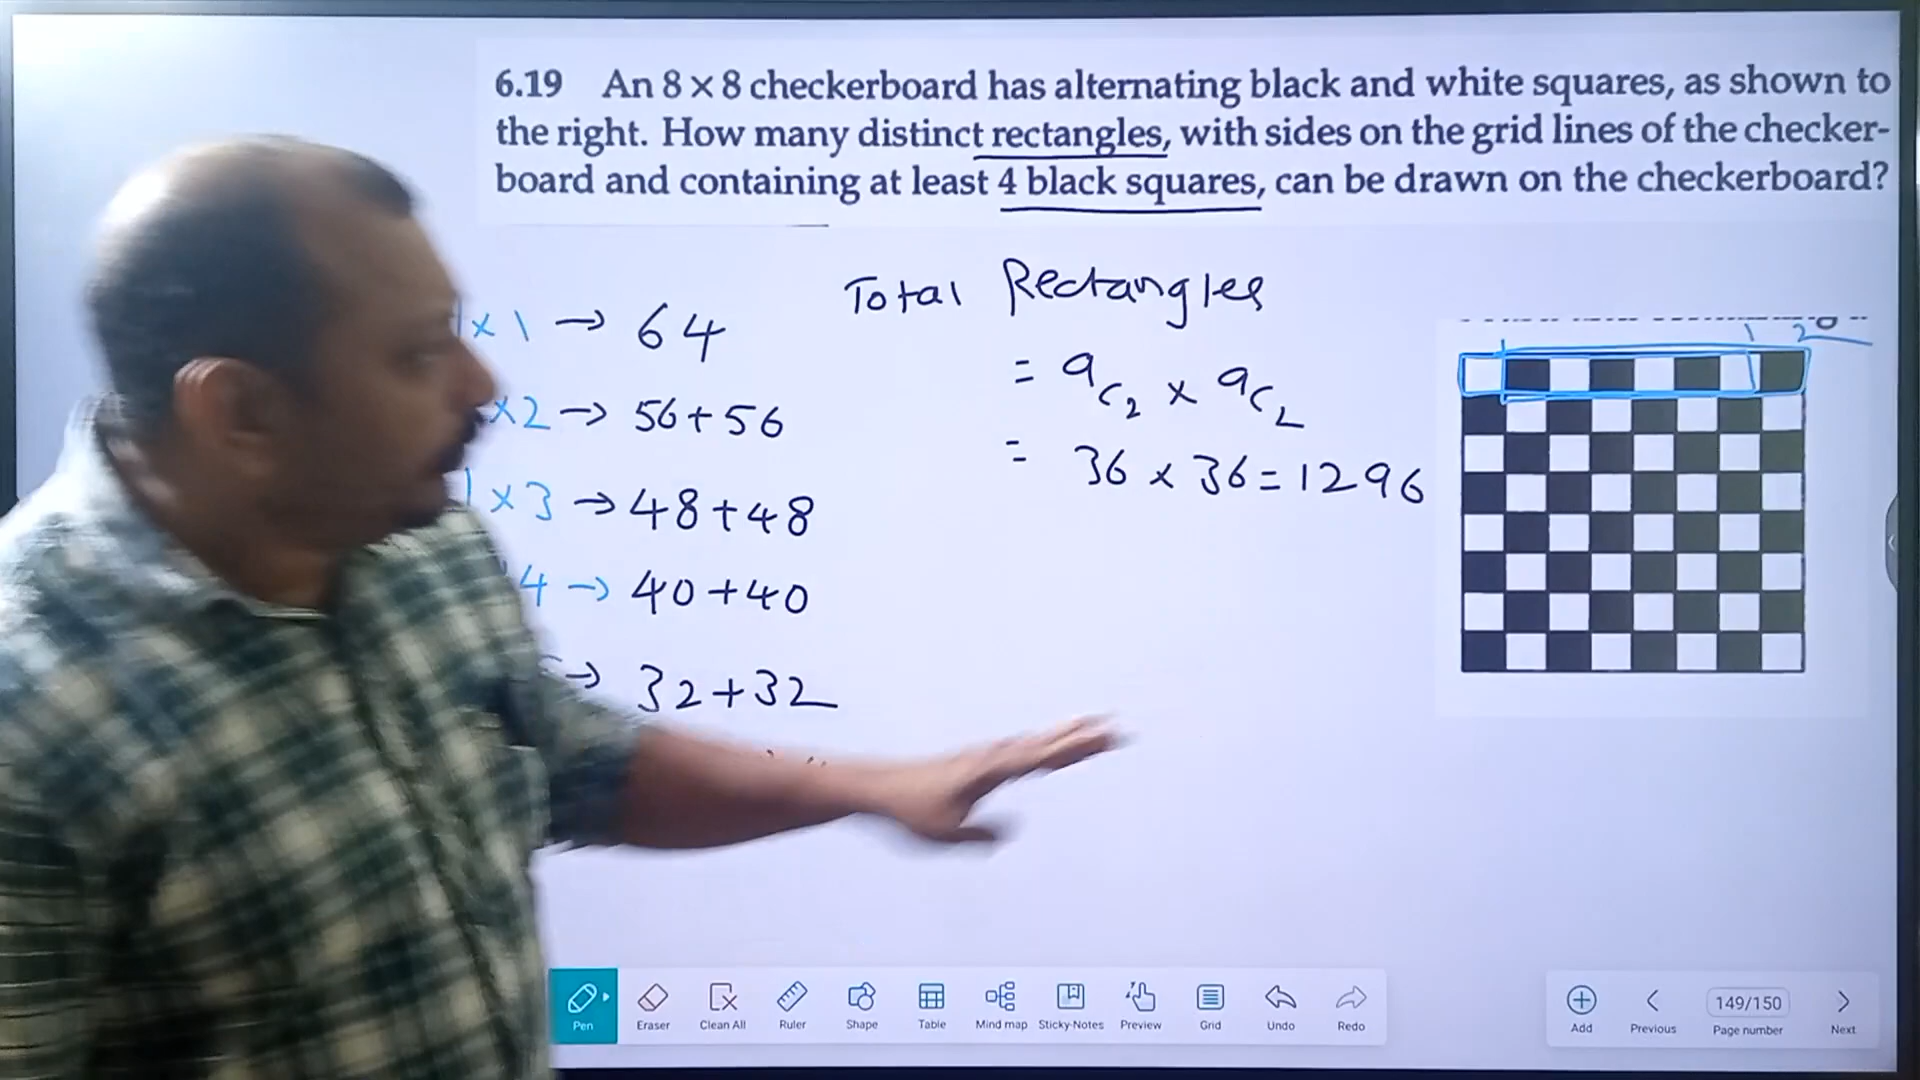 6.19 An 8 × 8 checkerboard has alternating black and white squares, as shown to
the right. How many distinct rectangles, with sides on the grid lines of the checker-
board and containing at least 4 black squares, can be drawn on the checkerboard?
Total Rectangles
= 9c2 × 9c2
= 36 × 36 = 1296
1 × 1 → 64
× 2 → 56 + 56
1 × 3 → 48 + 48
4 → 40 + 40
→ 32 + 32
1 2
Pen Eraser Clean All Ruler Shape Table Mind map Sticky-Notes Preview Grid Undo Redo
149/150
Add Previous Page number Next